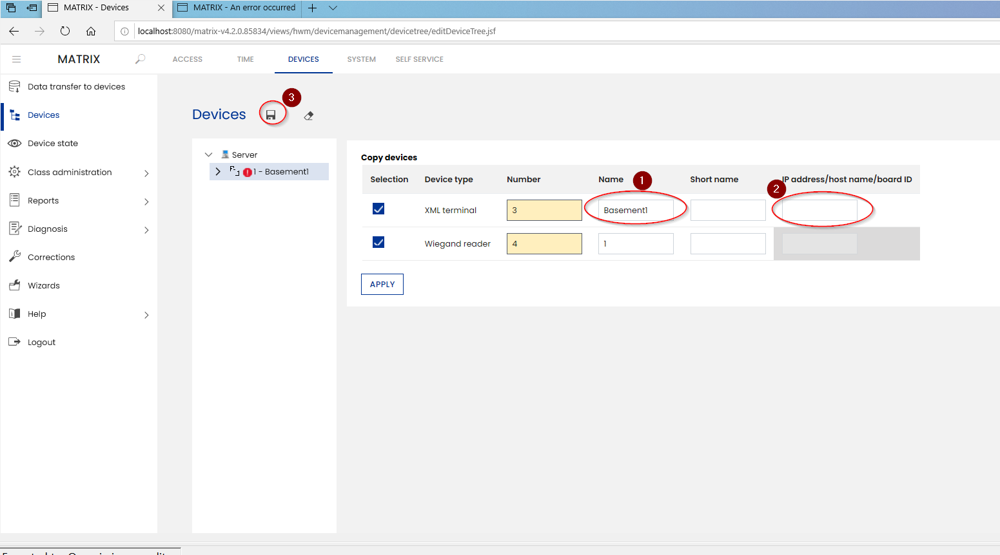 MATRIX - Devices
MATRIX - An error occurred
localhost:8080/matrix-v4.2.0.85834/views/hwm/devicemanagement/devicetree/editDeviceTree.jsf
MATRIX
ACCESS
TIME
DEVICES
SYSTEM
SELF SERVICE
Data transfer to devices
Devices
Device state
Class administration
Reports
Diagnosis
Corrections
Wizards
Help
Logout
Devices
3
Server
1 - Basement1
Copy devices
Selection Device type Number Name 1 Short name 2 IP address/host name/board ID
XML terminal 3 Basement1
Wiegand reader 4 1
APPLY